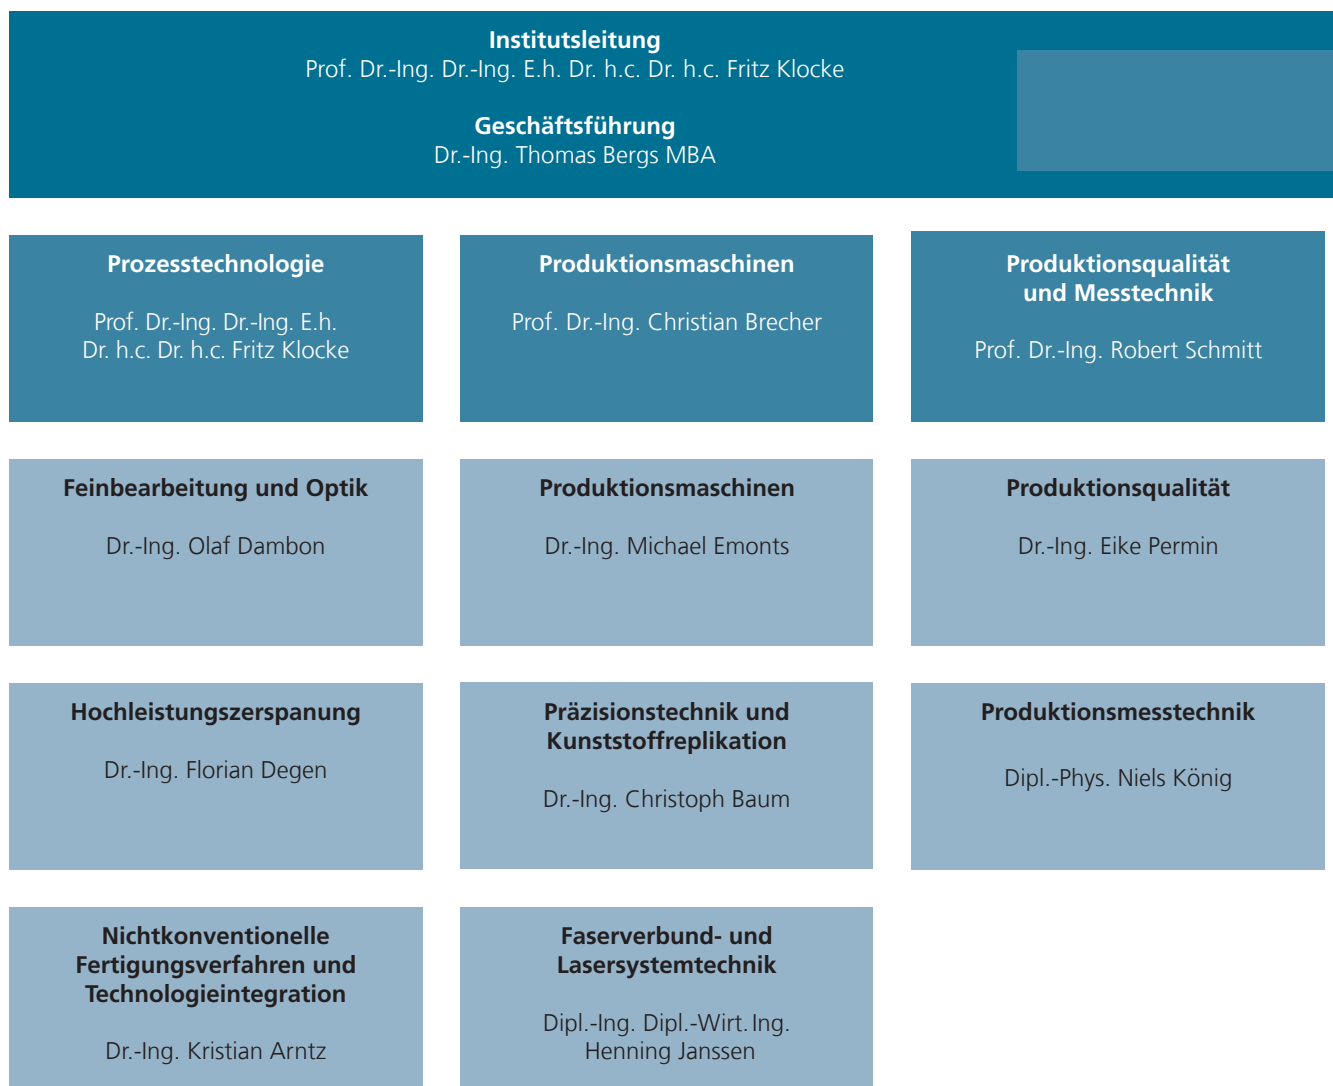 Institutsleitung
Prof. Dr.-Ing. Dr.-Ing. E.h. Dr. h.c. Dr. h.c. Fritz Klocke
Geschäftsführung
Dr.-Ing. Thomas Bergs MBA
Prozesstechnologie
Prof. Dr.-Ing. Dr.-Ing. E.h.
Dr. h.c. Dr. h.c. Fritz Klocke
Produktionsmaschinen
Prof. Dr.-Ing. Christian Brecher
Produktionsqualität
und Messtechnik
Prof. Dr.-Ing. Robert Schmitt
Feinbearbeitung und Optik
Dr.-Ing. Olaf Dambon
Produktionsmaschinen
Dr.-Ing. Michael Emonts
Produktionsqualität
Dr.-Ing. Eike Permin
Hochleistungszerspanung
Dr.-Ing. Florian Degen
Präzisionstechnik und
Kunststoffreplikation
Dr.-Ing. Christoph Baum
Produktionsmesstechnik
Dipl.-Phys. Niels König
Nichtkonventionelle
Fertigungsverfahren und
Technologieintegration
Dr.-Ing. Kristian Arntz
Faserverbund- und
Lasersystemtechnik
Dipl.-Ing. Dipl.-Wirt. Ing.
Henning Janssen